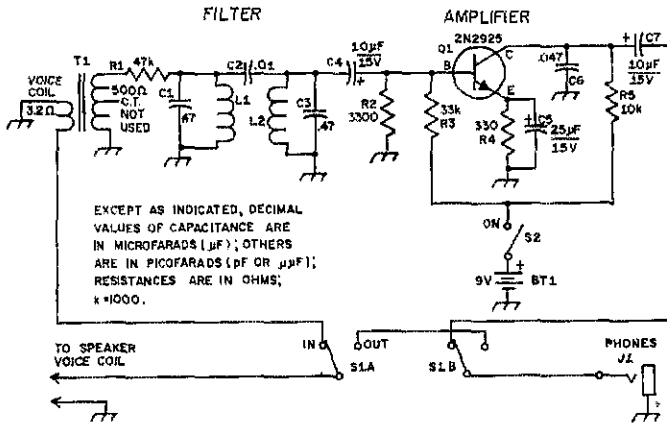 FILTER
AMPLIFIER
T1
R1 47k
C2 .01
C4
10µF
15V
Q1
2N2925
B
C
E
C7
+
10µF
15V
VOICE
COIL
3.2Ω
500Ω
C.T.
NOT
USED
C1
.47
L1
L2
C3
.47
+
R2
3300
33k
R3
330
R4
+
C5
25µF
15V
.047
C6
R5
10k
EXCEPT AS INDICATED, DECIMAL
VALUES OF CAPACITANCE ARE
IN MICROFARADS (µF); OTHERS
ARE IN PICOFARADS (pF OR µµF);
RESISTANCES ARE IN OHMS;
k=1000.
ON
S2
+
9V
BT1
TO SPEAKER
VOICE COIL
IN
OUT
S1A
S1B
PHONES
J1